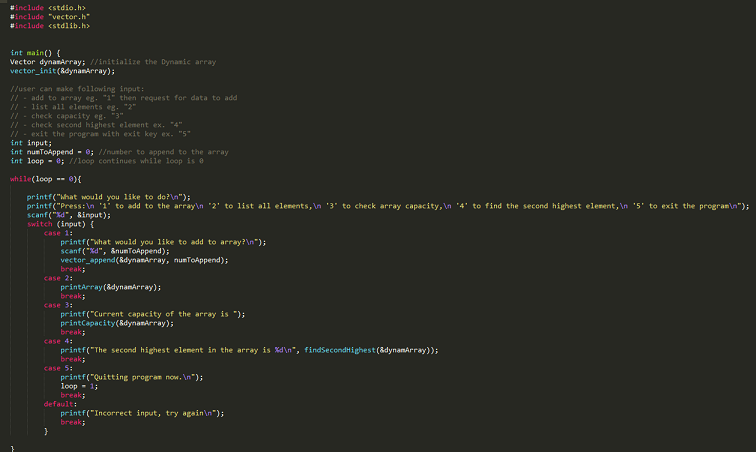 #include <stdio.h>
#include "vector.h"
#include <stdlib.h>
int main() {
Vector dynamArray; //initialize the Dynamic array
vector_init(&dynamArray);
//user can make following input:
// - add to array eg. "1" then request for data to add
// - list all elements eg. "2"
// - check capacity eg. "3"
// - check second highest element ex. "4"
// - exit the program with exit key ex. "5"
int input;
int numToAppend = 0; //number to append to the array
int loop = 0; //loop continues while loop is 0
while(loop == 0){
printf("What would you like to do?\n");
printf("Press:\n '1' to add to the array\n '2' to list all elements,\n '3' to check array capacity,\n '4' to find the second highest element,\n '5' to exit the program\n");
scanf("%d", &input);
switch (input) {
case 1:
printf("What would you like to add to array?\n");
scanf("%d", &numToAppend);
vector_append(&dynamArray, numToAppend);
break;
case 2:
printArray(&dynamArray);
break;
case 3:
printf("Current capacity of the array is ");
printCapacity(&dynamArray);
break;
case 4:
printf("The second highest element in the array is %d\n", findSecondHighest(&dynamArray));
break;
case 5:
printf("Quitting program now.\n");
loop = 1;
break;
default:
printf("Incorrect input, try again\n");
break;
}
}